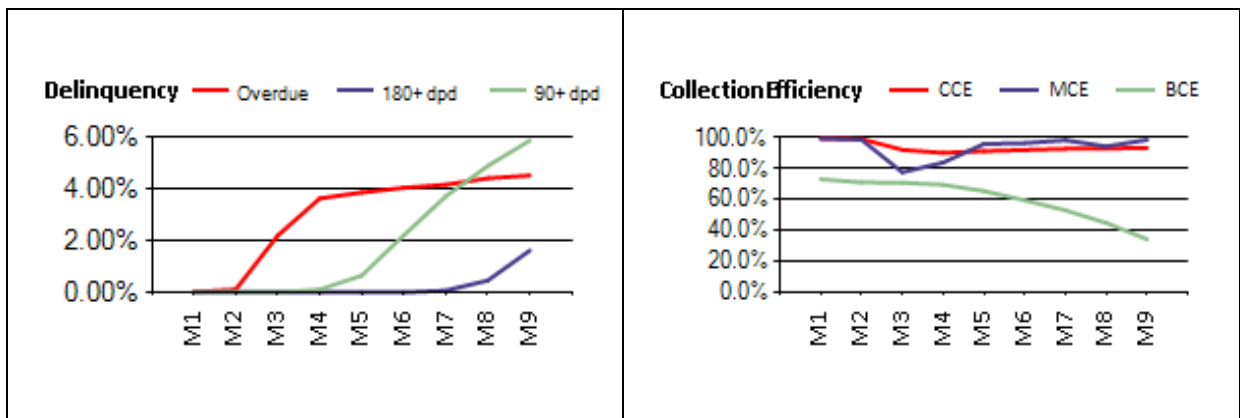 Delinquency Overdue 180+ dpd 90+ dpd
6.00%
4.00%
2.00%
0.00%
M1 M2 M3 M4 M5 M6 M7 M8 M9
CollectionEfficiency CCE MCE BCE
100.0%
80.0%
60.0%
40.0%
20.0%
0.0%
M1 M2 M3 M4 M5 M6 M7 M8 M9